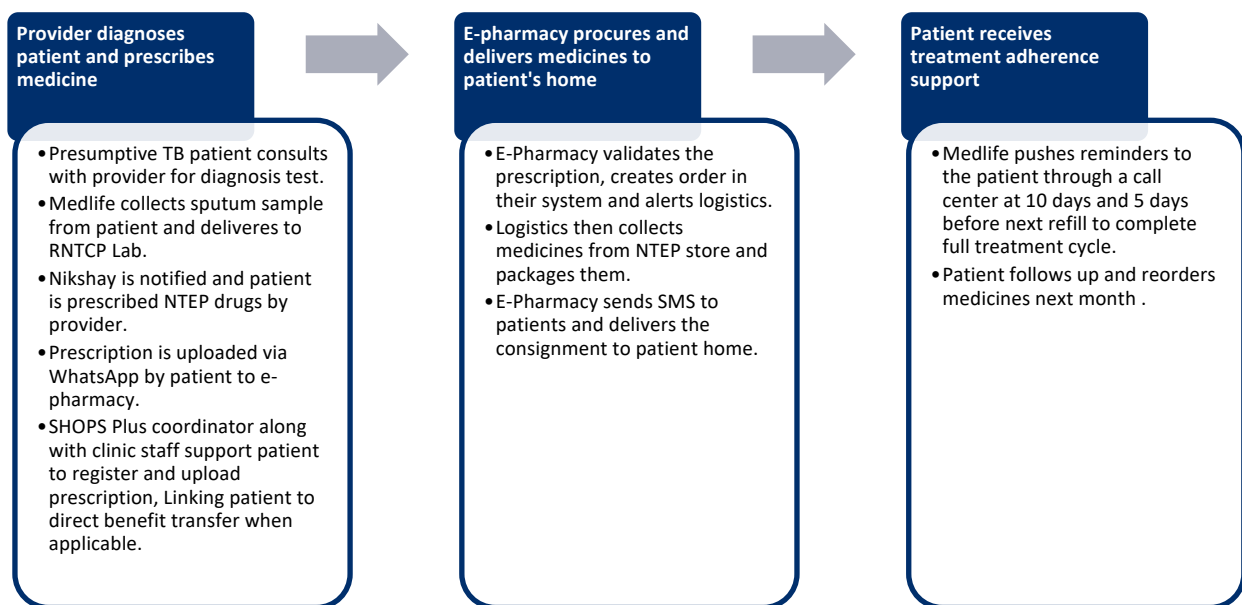 Provider diagnoses
patient and prescribes
medicine
•Presumptive TB patient consults
with provider for diagnosis test.
•Medlife collects sputum sample
from patient and deliveres to
RNTCP Lab.
•Nikshay is notified and patient
is prescribed NTEP drugs by
provider.
•Prescription is uploaded via
WhatsApp by patient to e-
pharmacy.
•SHOPS Plus coordinator along
with clinic staff support patient
to register and upload
prescription, Linking patient to
direct benefit transfer when
applicable.
E-pharmacy procures and
delivers medicines to
patient's home
•E-Pharmacy validates the
prescription, creates order in
their system and alerts logistics.
•Logistics then collects
medicines from NTEP store and
packages them.
•E-Pharmacy sends SMS to
patients and delivers the
consignment to patient home.
Patient receives
treatment adherence
support
•Medlife pushes reminders to
the patient through a call
center at 10 days and 5 days
before next refill to complete
full treatment cycle.
•Patient follows up and reorders
medicines next month .